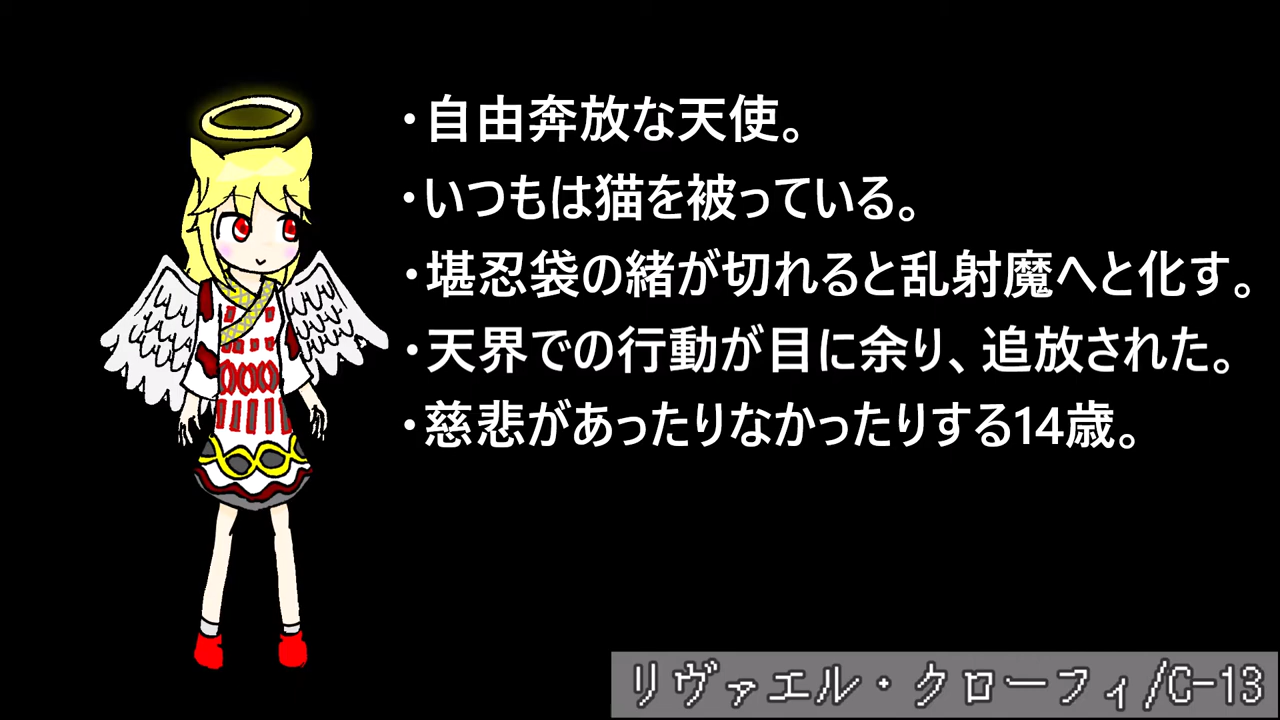 ・自由奔放な天使。
・いつもは猫を被っている。
・堪忍袋の緒が切れると乱射魔へと化す。
・天界での行動が目に余り、追放された。
・慈悲があったりなかったりする14歳。
リヴァエル・クローフィ/C-13